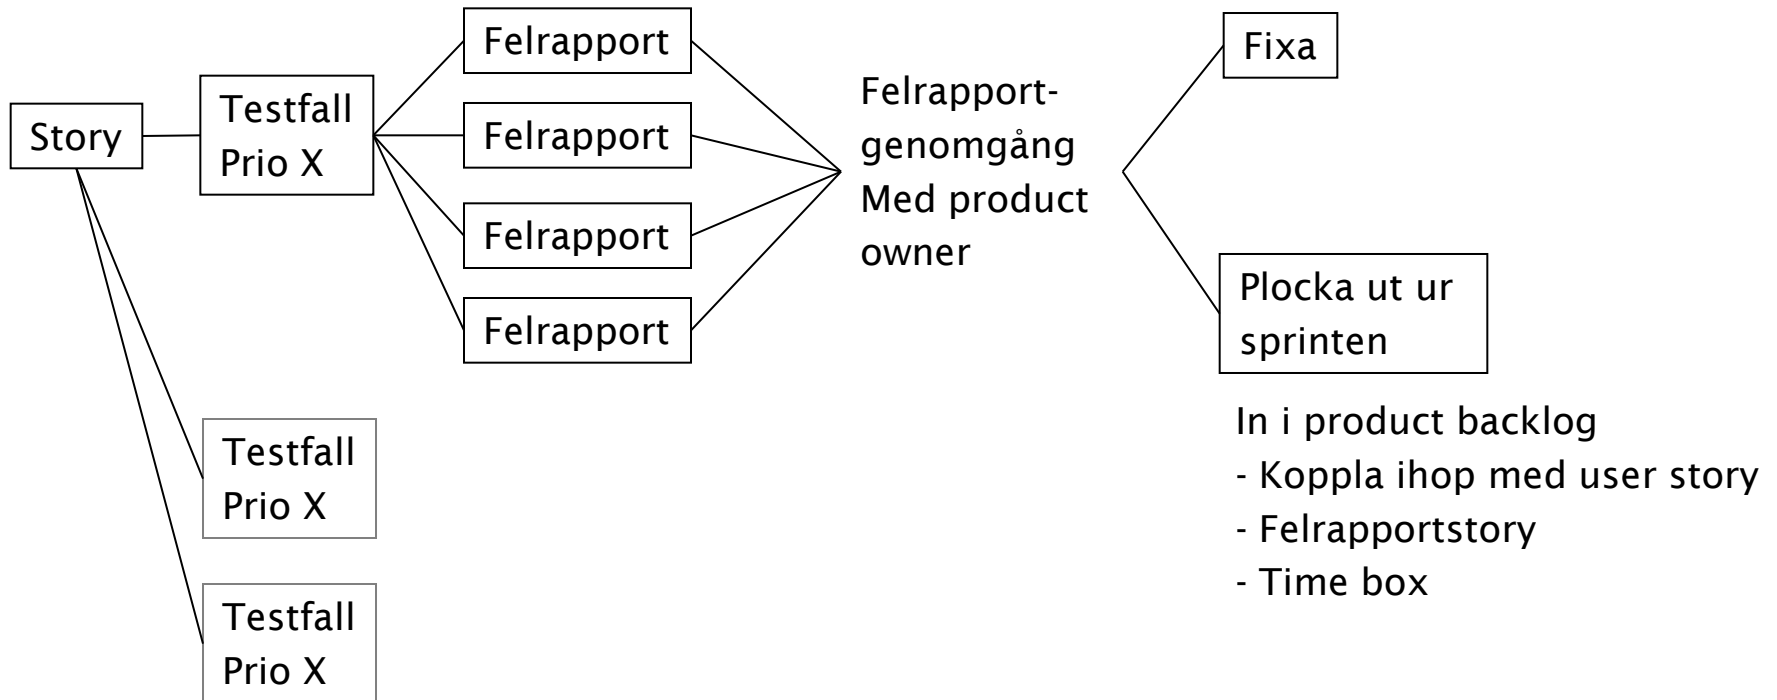 Story
Testfall
Prio X
Testfall
Prio X
Testfall
Prio X
Felrapport
Felrapport
Felrapport
Felrapport
Felrapport-
genomgång
Med product
owner
Fixa
Plocka ut ur
sprinten
In i product backlog
- Koppla ihop med user story
- Felrapportstory
- Time box